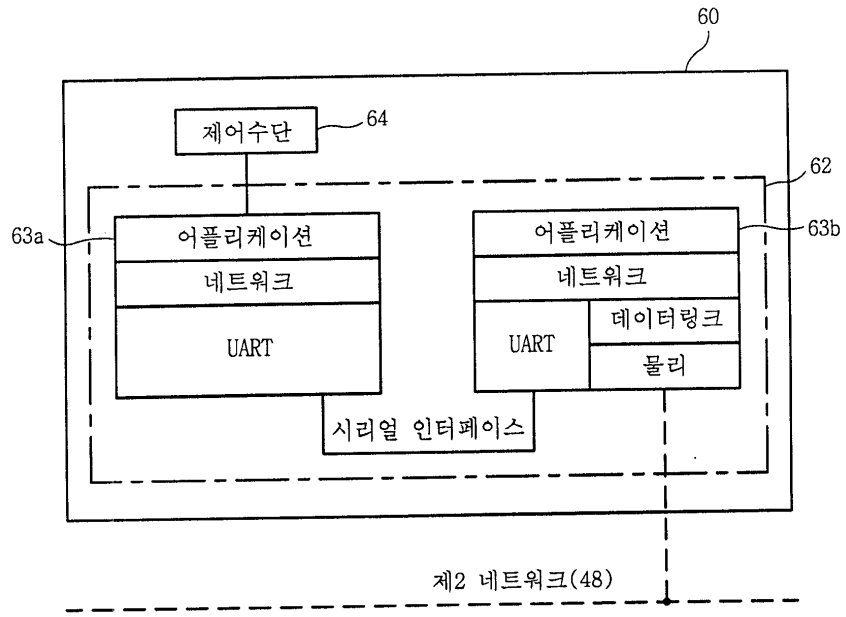 60
제어수단
64
62
63a
어플리케이션
네트워크
UART
어플리케이션
63b
네트워크
UART
데이터링크
물리
시리얼 인터페이스
제2 네트워크(48)